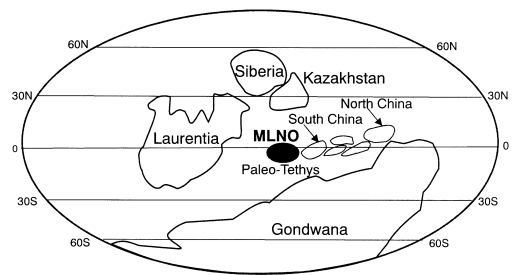 60N 60N
Siberia
Kazakhstan
30N 30N
North China
South China
Laurentia
MLNO
0 0
Paleo-Tethys
30S 30S
Gondwana
60S 60S